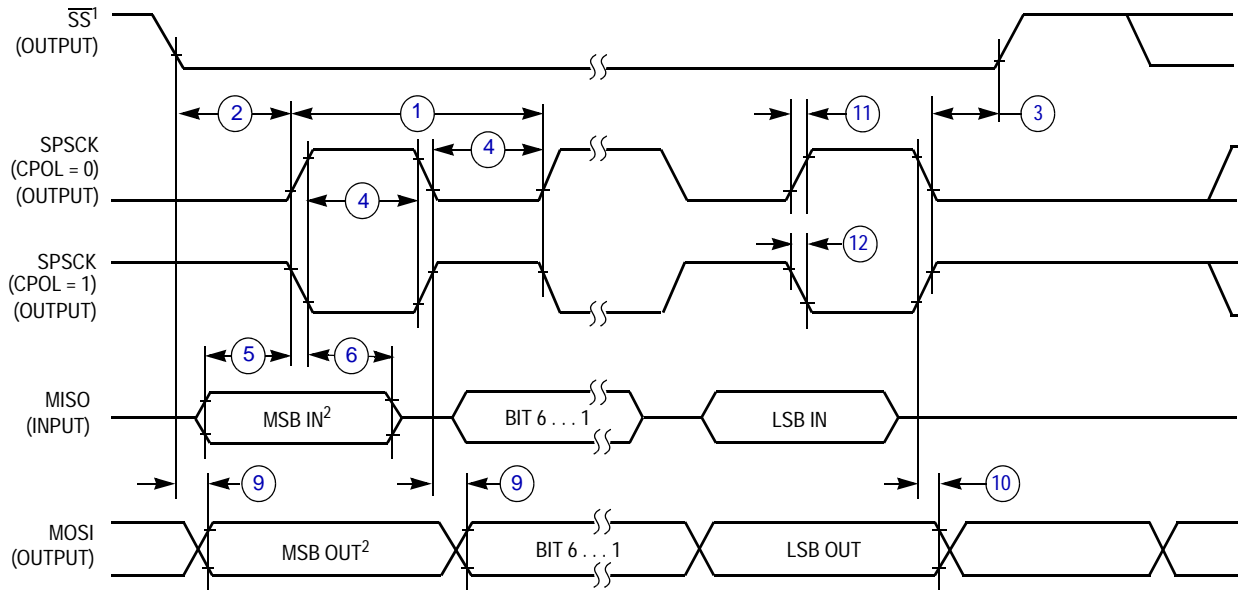 SS¹
(OUTPUT)
2
1
11
3
SPSCK
(CPOL = 0)
(OUTPUT)
4
4
12
SPSCK
(CPOL = 1)
(OUTPUT)
5
6
MISO
(INPUT)
MSB IN²
BIT 6 . . . 1
LSB IN
9
9
10
MOSI
(OUTPUT)
MSB OUT²
BIT 6 . . . 1
LSB OUT